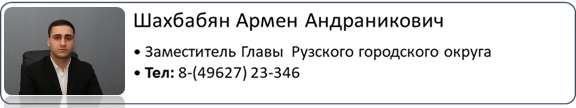 Шахбабян Армен Андраникович
• Заместитель Главы Рузского городского округа
• Тел: 8-(49627) 23-346